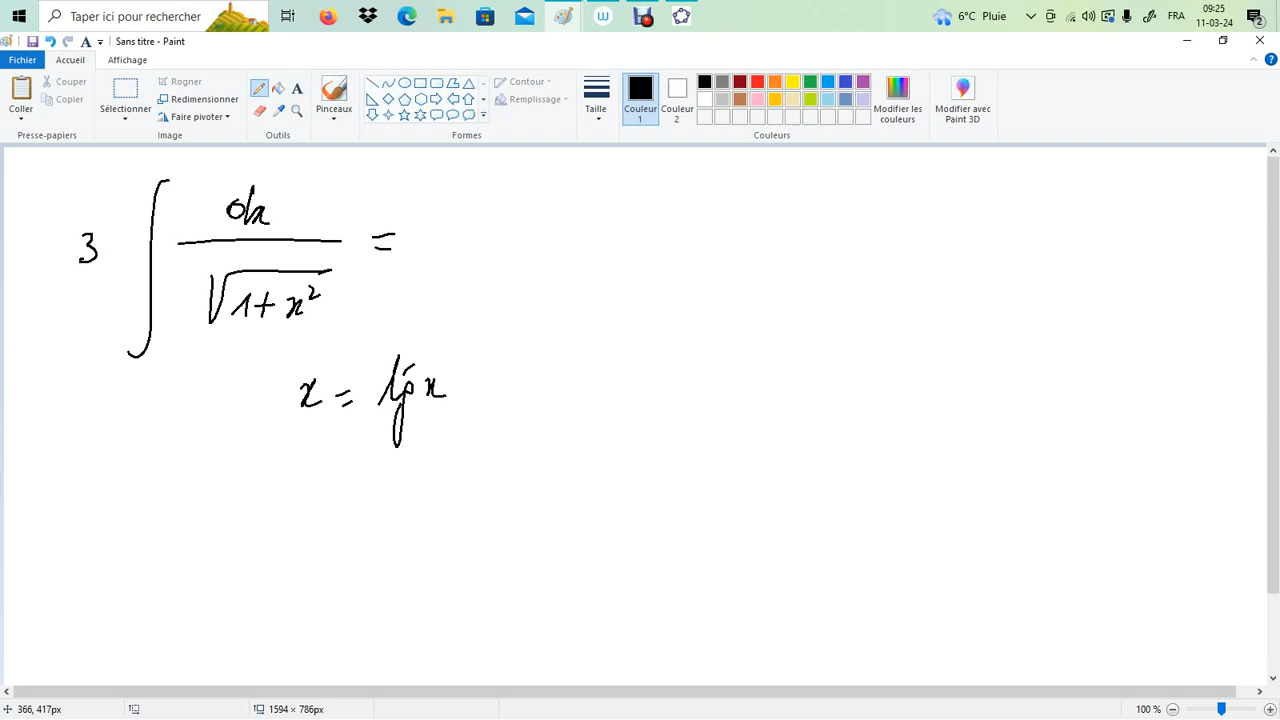 Taper ici pour rechercher
6°C Pluie
FRA
09:25
11-03-24
2
Sans titre - Paint
Fichier
Accueil
Affichage
Coller
Couper
Copier
Presse-papiers
Sélectionner
Rogner
Redimensionner
Faire pivoter
Image
A
Outils
Pinceaux
Contour
Remplissage
Formes
Taille
Couleur 1
Couleur 2
Modifier les couleurs
Couleurs
Modifier avec Paint 3D
3 ∫ dx / √(1+x²) =
x = tg x
366, 417px
1594 × 786px
100 %